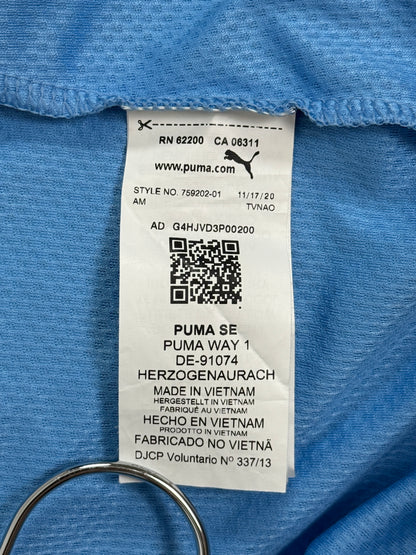 RN 62200 CA 06311
www.puma.com
STYLE NO. 759202-01 11/17/20
AM TVNAO
AD G4HJVD3P00200
PUMA SE
PUMA WAY 1
DE-91074
HERZOGENAURACH
MADE IN VIETNAM
HERGESTELLT IN VIETNAM
FABRIQUÉ AU VIETNAM
HECHO EN VIETNAM
PRODOTTO IN VIETNAM
FABRICADO NO VIETNÃ
DJCP Voluntario Nº 337/13